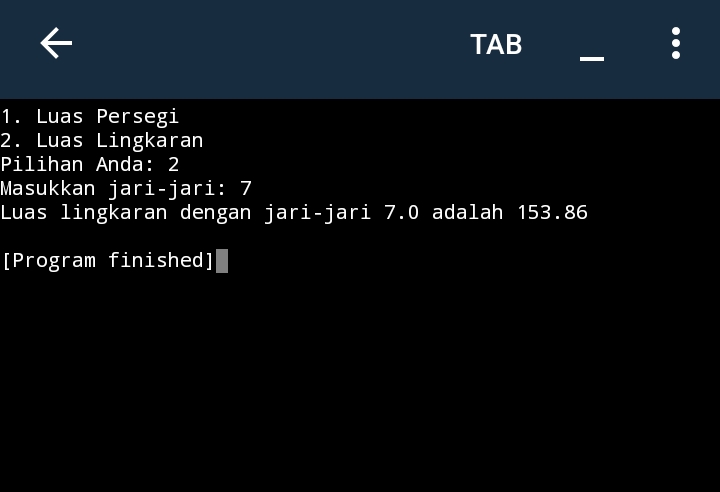 TAB
1. Luas Persegi
2. Luas Lingkaran
Pilihan Anda: 2
Masukkan jari-jari: 7
Luas lingkaran dengan jari-jari 7.0 adalah 153.86
[Program finished]